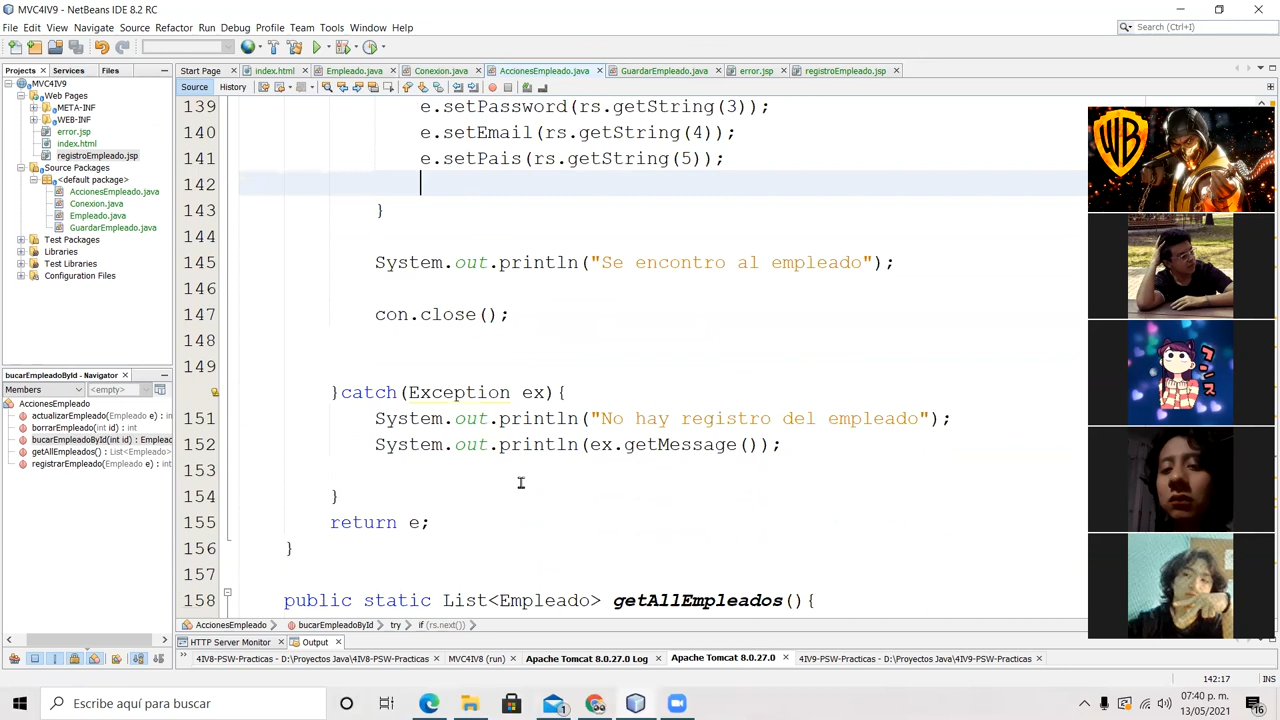 MVC4IV9 - NetBeans IDE 8.2 RC
File Edit View Navigate Source Refactor Run Debug Profile Team Tools Window Help
Search (Ctrl+I)
Projects Services Files
Start Page index.html Empleado.java Conexion.java AccionesEmpleado.java GuardarEmpleado.java error.jsp registroEmpleado.jsp
Source History
MVC4IV9
Web Pages
META-INF
WEB-INF
error.jsp
index.html
registroEmpleado.jsp
Source Packages
<default package>
AccionesEmpleado.java
Conexion.java
Empleado.java
GuardarEmpleado.java
Test Packages
Libraries
Test Libraries
Configuration Files
bucarEmpleadoById - Navigator
Members <empty>
AccionesEmpleado
actualizarEmpleado(Empleado e) : in
borrarEmpleado(int id) : int
bucarEmpleadoById(int id) : Emplead
getAllEmpleados() : List<Empleado>
registrarEmpleado(Empleado e) : int
139 e.setPassword(rs.getString(3));
140 e.setEmail(rs.getString(4));
141 e.setPais(rs.getString(5));
142
143 }
144
145 System.out.println("Se encontro al empleado");
146
147 con.close();
148
149
}catch(Exception ex){
151 System.out.println("No hay registro del empleado");
152 System.out.println(ex.getMessage());
153
154 }
155 return e;
156 }
157
158 public static List<Empleado> getAllEmpleados(){
AccionesEmpleado bucarEmpleadoById try if (rs.next())
HTTP Server Monitor Output
4IV8-PSW-Practicas - D:\Proyectos Java\4IV8-PSW-Practicas MVC4IV8 (run) Apache Tomcat 8.0.27.0 Log Apache Tomcat 8.0.27.0 4IV9-PSW-Practicas - D:\Proyectos Java\4IV9-PSW-Practicas
142:17 INS
WB
コンス
Escribe aquí para buscar
1
07:40 p. m.
13/05/2021
16